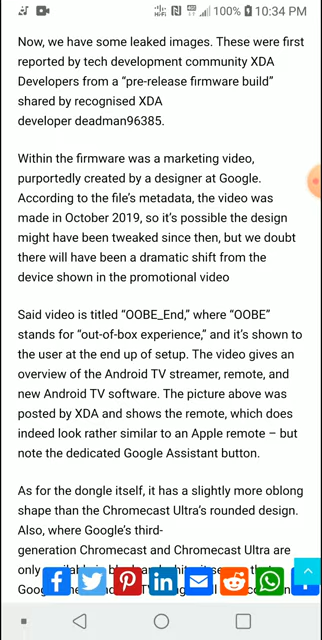 100% 10:34 PM
Now, we have some leaked images. These were first
reported by tech development community XDA
Developers from a “pre-release firmware build”
shared by recognised XDA
developer deadman96385.
Within the firmware was a marketing video,
purportedly created by a designer at Google.
According to the file’s metadata, the video was
made in October 2019, so it’s possible the design
might have been tweaked since then, but we doubt
there will have been a dramatic shift from the
device shown in the promotional video
Said video is titled “OOBE_End,” where “OOBE”
stands for “out-of-box experience,” and it’s shown to
the user at the end up of setup. The video gives an
overview of the Android TV streamer, remote, and
new Android TV software. The picture above was
posted by XDA and shows the remote, which does
indeed look rather similar to an Apple remote – but
note the dedicated Google Assistant button.
As for the dongle itself, it has a slightly more oblong
shape than the Chromecast Ultra’s rounded design.
Also, where Google’s third-
generation Chromecast and Chromecast Ultra are
only